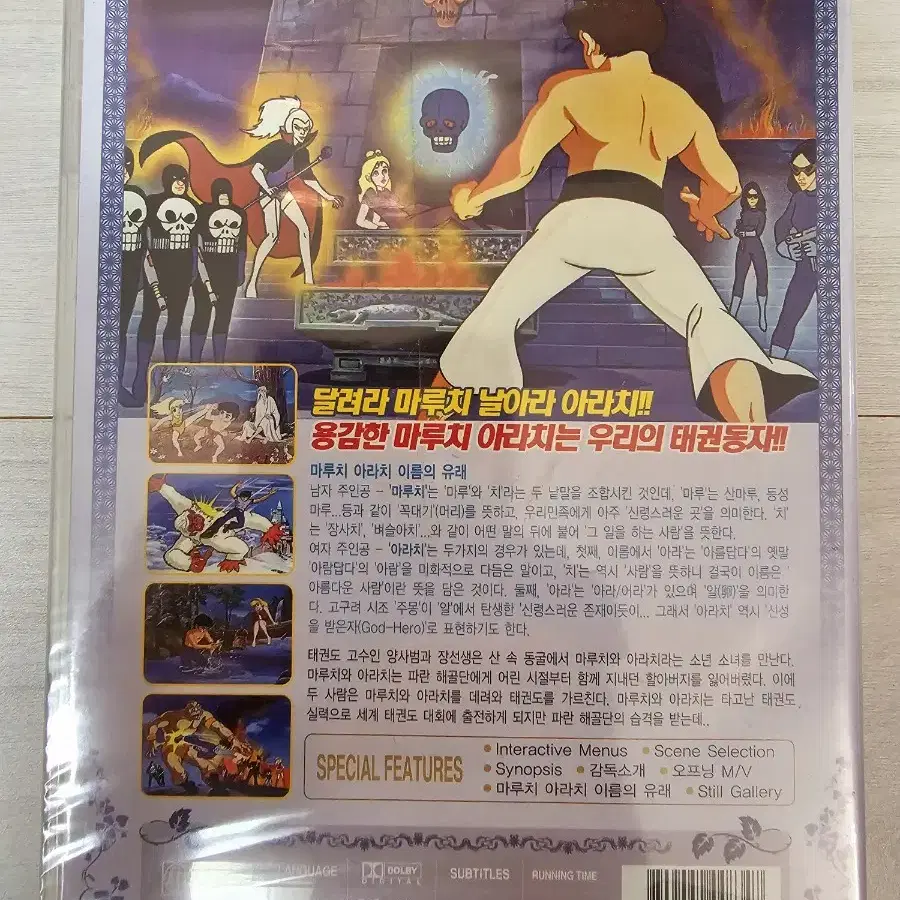 달려라 마루치 날아라 아라치!!
용감한 마루치 아라치는 우리의 태권동자!!
마루치 아라치 이름의 유래
남자 주인공 - '마루치'는 '마루'와 '치'라는 두 낱말을 조합시킨 것인데, '마루'는 산마루, 등성
마루...등과 같이 '꼭대기'(머리)를 뜻하고, 우리민족에게 아주 '신령스러운 곳'을 의미한다. '치'
는 '장사치', '벼슬아치'...와 같이 어떤 말의 뒤에 붙어 '그 일을 하는 사람'을 뜻한다.
여자 주인공 - '아라치'는 두가지의 경우가 있는데, 첫째, 이몸에서 '아라'는 '아름답다'의 옛말
'아람답다'의 '아람'을 미화적으로 다듬은 말이고, '치'는 역시 '사람'을 뜻하니 결국이 이름은 '
아름다운 사람'이란 뜻을 담은 것이다. 둘째, '아라'는 '아라/어라'가 있으며 '알(卵)'을 의미한
다. 고구려 시조 '주몽'이 '알'에서 탄생한 '신령스러운 존재이듯이... 그래서 '아라치' 역시 '신성
을 받은자(God-Hero)'로 표현하기도 한다.
태권도 고수인 양사범과 장선생은 산 속 동굴에서 마루치와 아라치라는 소년 소녀를 만난다.
마루치와 아라치는 파란 해골단에게 어린 시절부터 함께 지내던 할아버지를 잃어버렸다. 이에
두 사람은 마루치와 아라치를 데려와 태권도를 가르친다. 마루치와 아라치는 타고난 태권도
실력으로 세계 태권도 대회에 출전하게 되지만 파란 해골단의 습격을 받는데..
SPECIAL FEATURES
• Interactive Menus • Scene Selection
• Synopsis • 감독소개 • 오프닝 M/V
• 마루치 아라치 이름의 유래 • Still Gallery
LANGUAGE DOLBY DIGITAL SUBTITLES RUNNING TIME